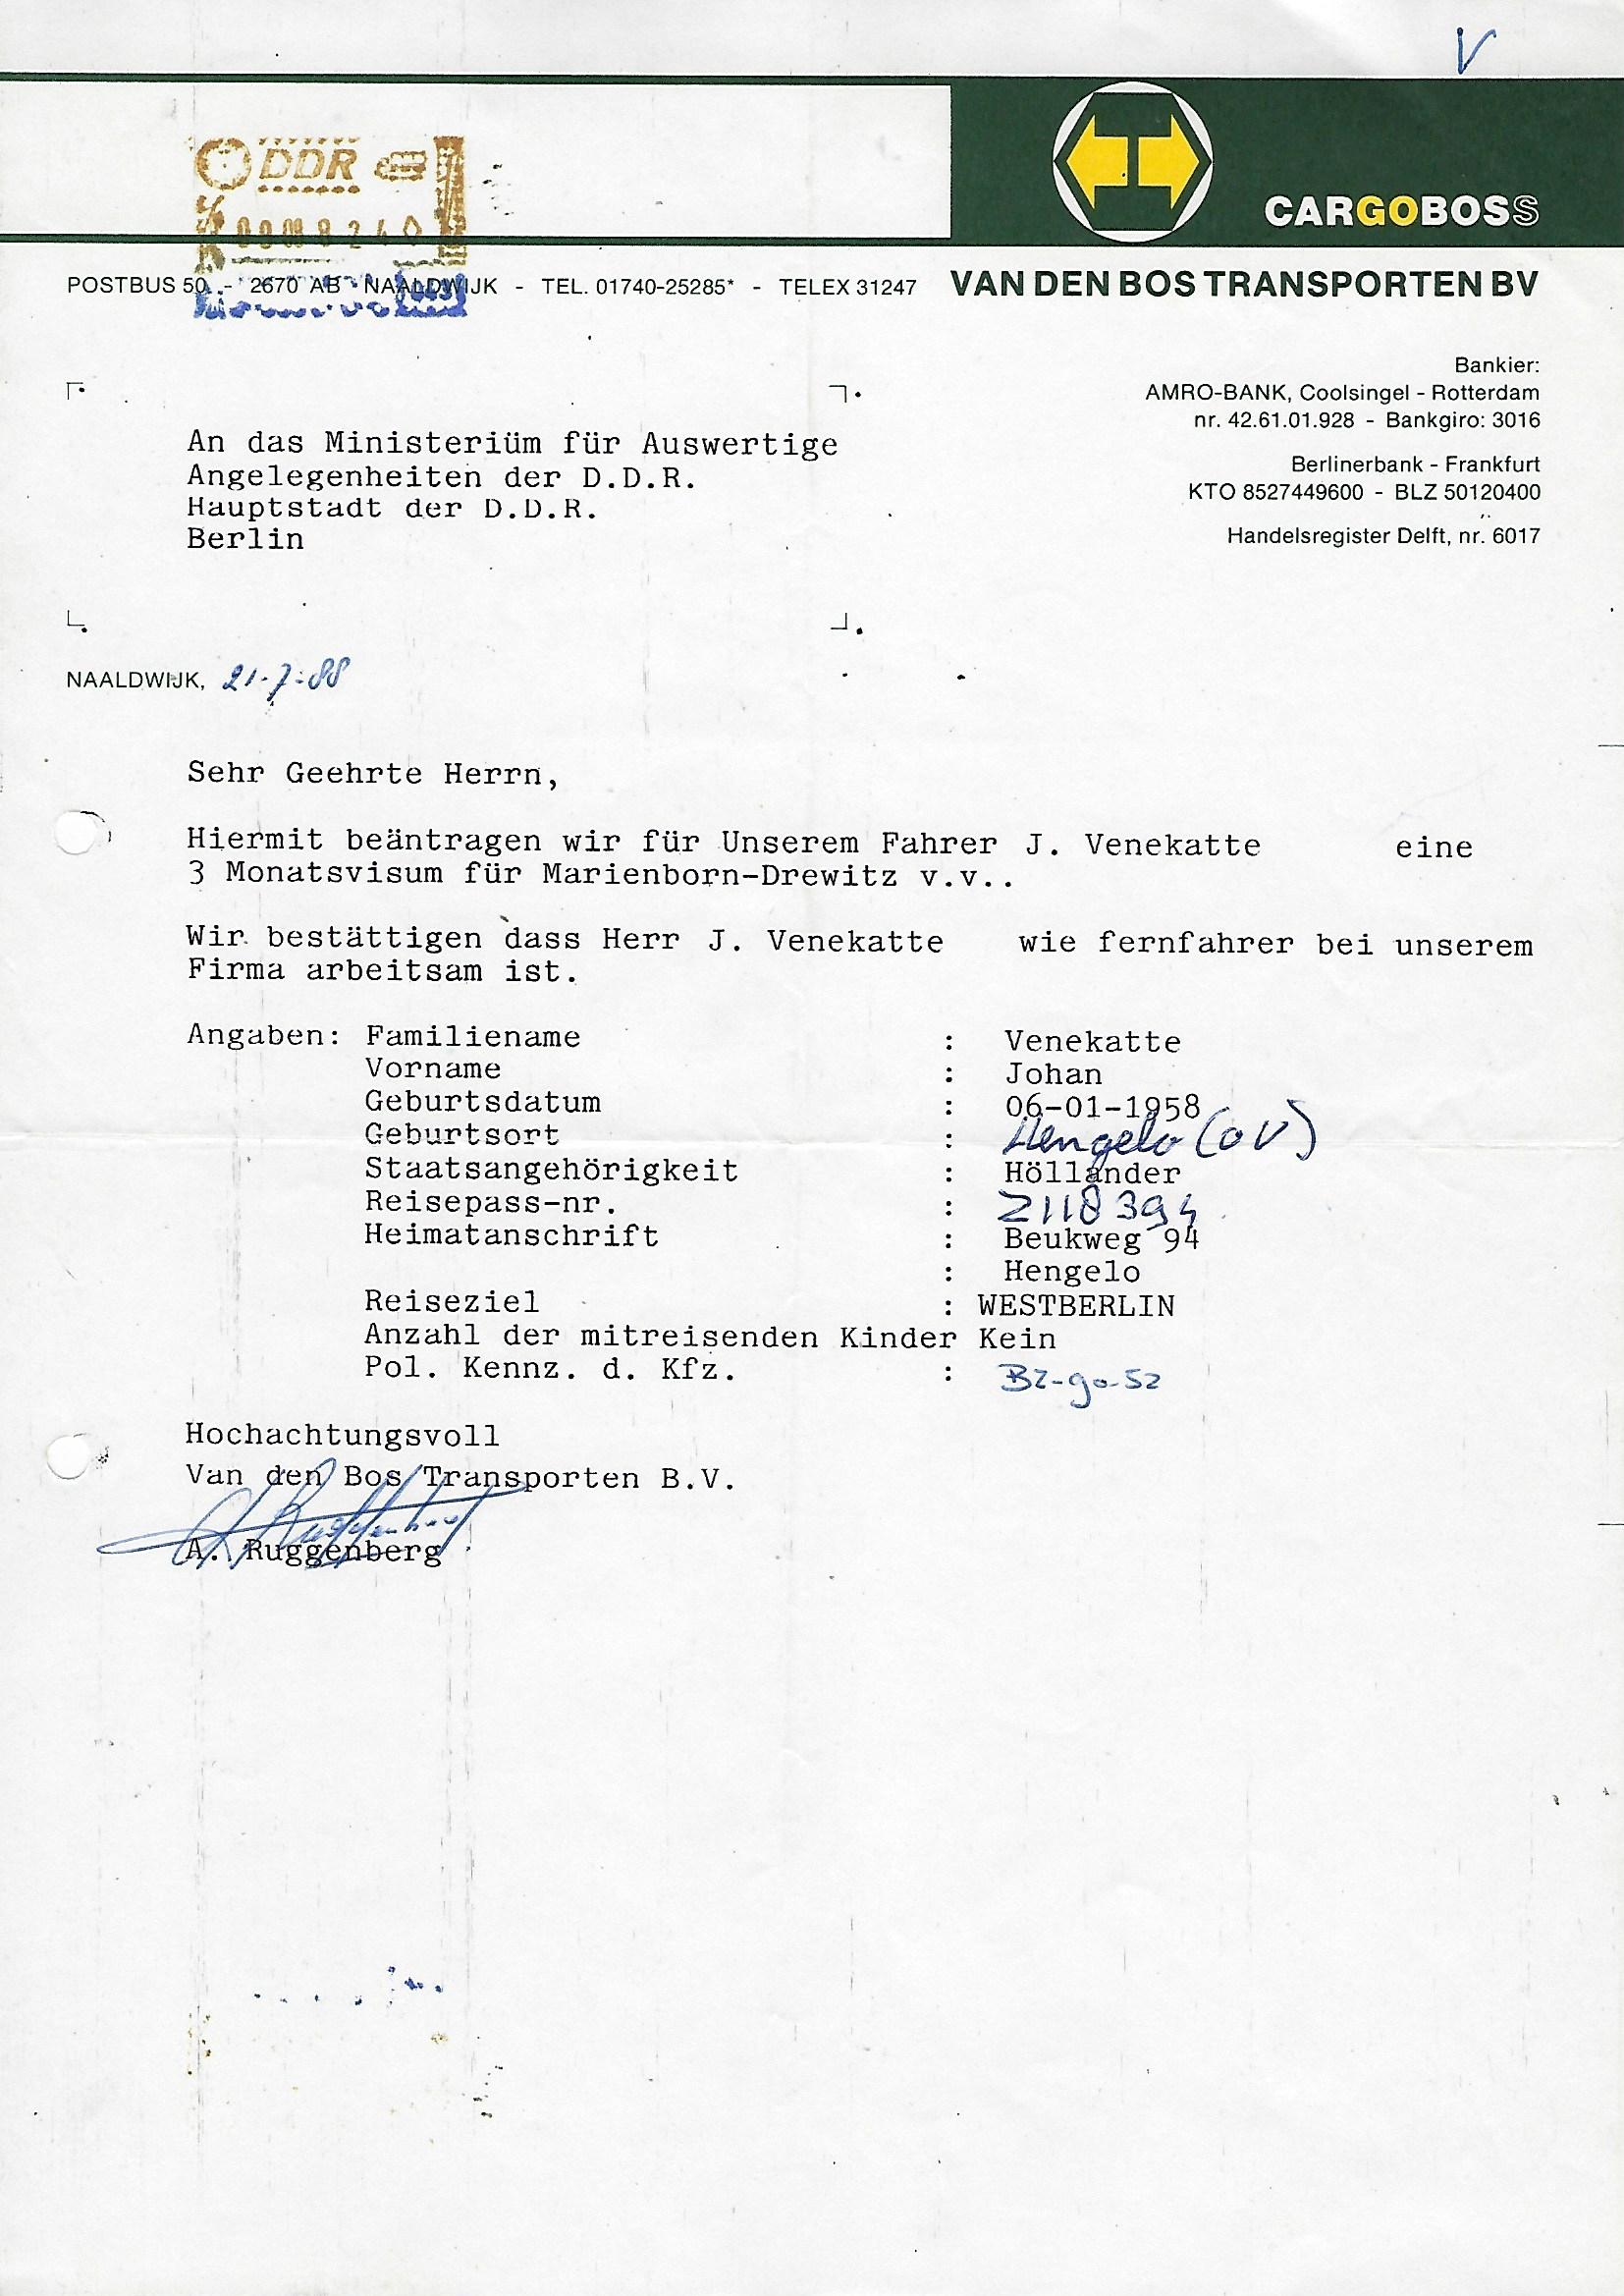 V
DDR
CARGOBOSS
POSTBUS 50 - 2670 AB - NAALDWIJK - TEL. 01740-25285* - TELEX 31247
VAN DEN BOS TRANSPORTEN BV
Bankier:
AMRO-BANK, Coolsingel - Rotterdam
nr. 42.61.01.928 - Bankgiro: 3016
Berlinerbank - Frankfurt
KTO 8527449600 - BLZ 50120400
Handelsregister Delft, nr. 6017
An das Ministeriüm für Auswertige
Angelegenheiten der D.D.R.
Hauptstadt der D.D.R.
Berlin
NAALDWIJK, 21-7-88
Sehr Geehrte Herrn,
Hiermit beäntragen wir für Unserem Fahrer J. Venekatte eine
3 Monatsvisum für Marienborn-Drewitz v.v..
Wir bestättigen dass Herr J. Venekatte wie fernfahrer bei unserem
Firma arbeitsam ist.
Angaben: Familiename : Venekatte
Vorname : Johan
Geburtsdatum : 06-01-1958
Geburtsort : Hengelo (OV)
Staatsangehörigkeit : Höllander
Reisepass-nr. : Z118394
Heimatanschrift : Beukweg 94
: Hengelo
Reiseziel : WESTBERLIN
Anzahl der mitreisenden Kinder Kein
Pol. Kennz. d. Kfz. : BZ-90-52
Hochachtungsvoll
Van den Bos Transporten B.V.
A. Ruggenberg